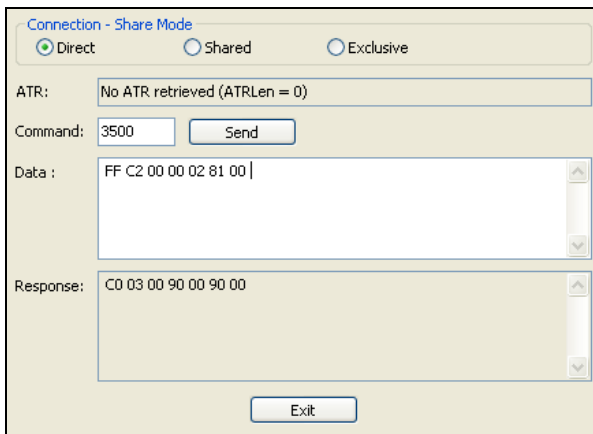 Connection - Share Mode
Direct Shared Exclusive
ATR: No ATR retrieved (ATRLen = 0)
Command: 3500 Send
Data : FF C2 00 00 02 81 00
Response: C0 03 00 90 00 90 00
Exit